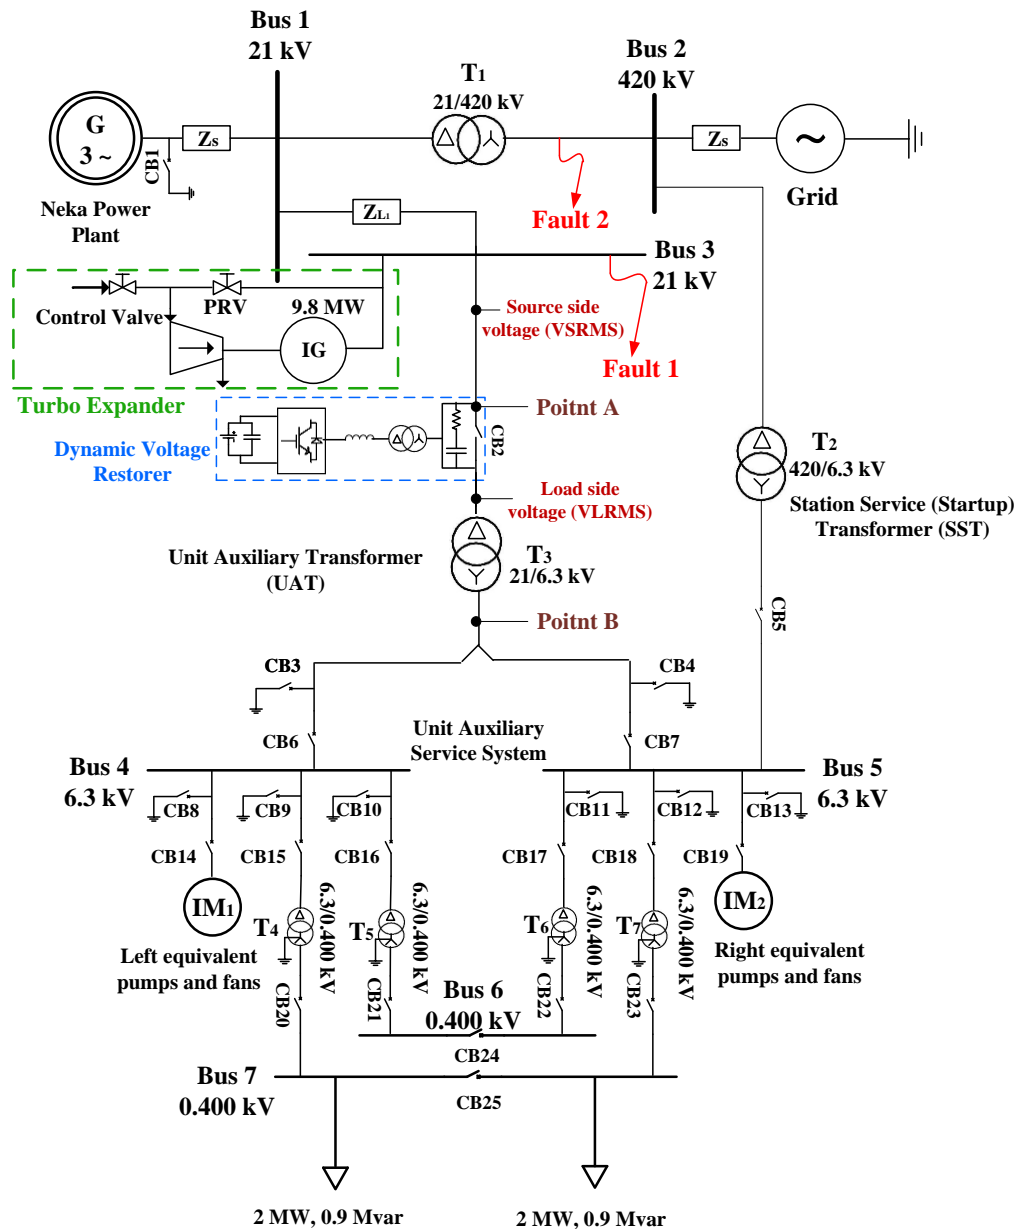 Bus 1
21 kV
Bus 2
420 kV
T1
21/420 kV
G
3 ~
Zs
CB1
Zs
~
Grid
Neka Power
Plant
ZL1
Fault 2
Bus 3
21 kV
Control Valve
PRV
9.8 MW
IG
Source side
voltage (VSRMS)
Fault 1
Turbo Expander
Poitnt A
CB2
Dynamic Voltage
Restorer
T2
420/6.3 kV
Load side
voltage (VLRMS)
Station Service (Startup)
Transformer (SST)
Unit Auxiliary Transformer
(UAT)
T3
21/6.3 kV
CB5
Poitnt B
CB3
CB4
CB6
Unit Auxiliary
Service System
CB7
Bus 4
6.3 kV
Bus 5
6.3 kV
CB8
CB9
CB10
CB11
CB12
CB13
CB14
CB15
CB16
CB17
CB18
CB19
IM1
T4
6.3/0.400 kV
T5
6.3/0.400 kV
T6
6.3/0.400 kV
T7
6.3/0.400 kV
IM2
Left equivalent
pumps and fans
Right equivalent
pumps and fans
CB20
CB21
Bus 6
0.400 kV
CB22
CB23
CB24
Bus 7
0.400 kV
CB25
2 MW, 0.9 Mvar
2 MW, 0.9 Mvar